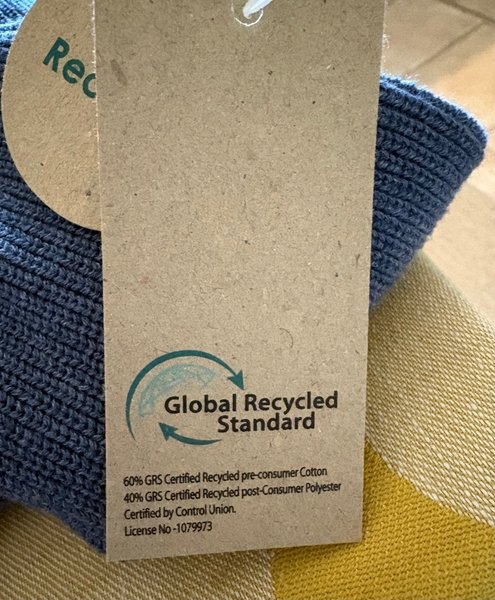 Rec
Global Recycled
Standard
60% GRS Certified Recycled pre-consumer Cotton
40% GRS Certified Recycled post-Consumer Polyester
Certified by Control Union.
License No -1079973